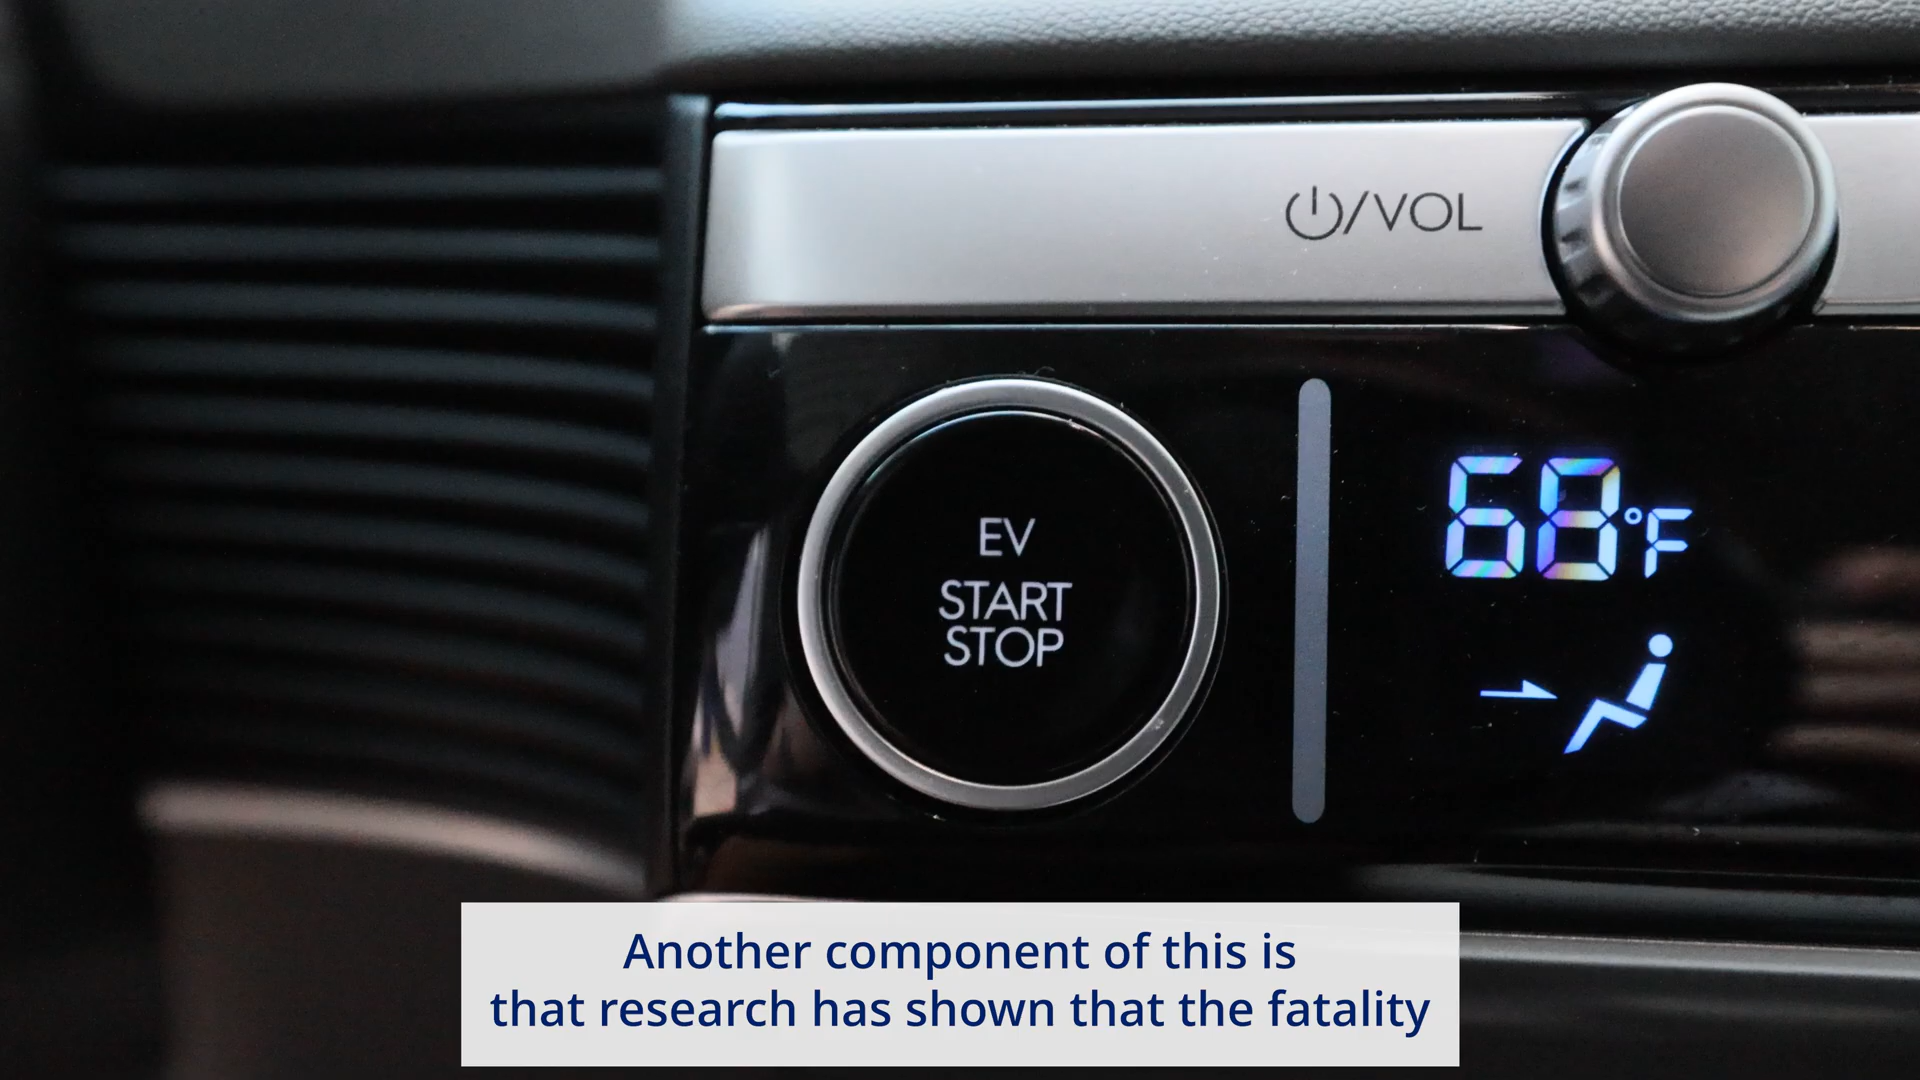 ⏻/VOL
EV
START
STOP
68°F
Another component of this is
that research has shown that the fatality